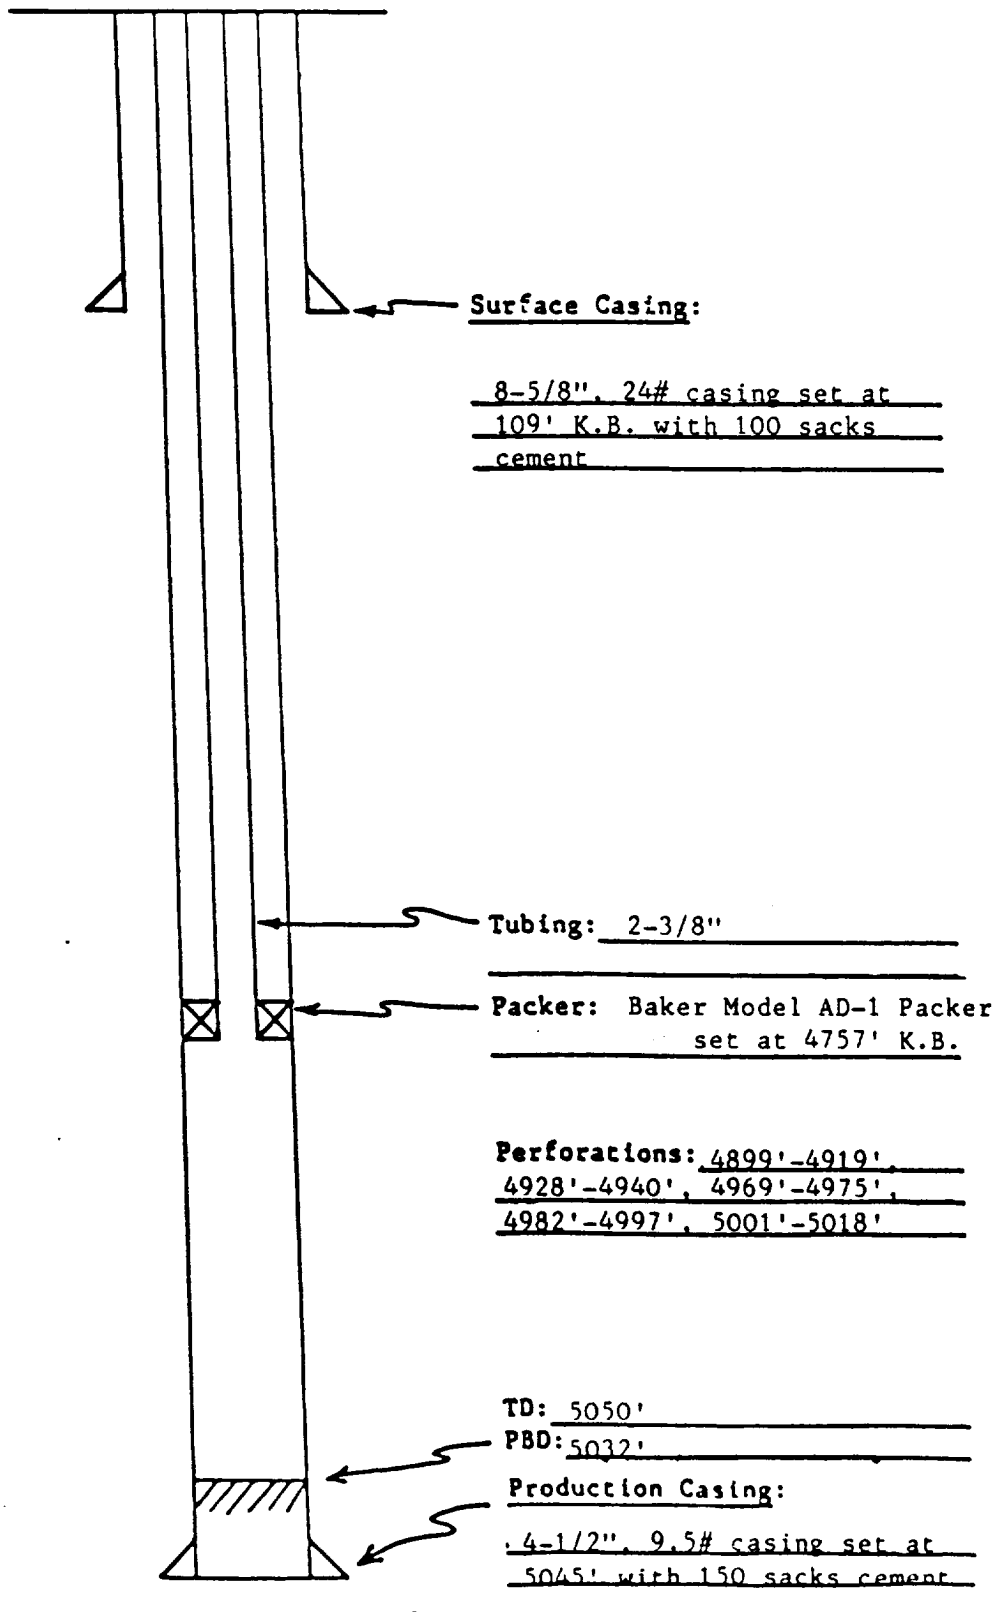 Surface Casing:
8-5/8", 24# casing set at
109' K.B. with 100 sacks
cement
Tubing: 2-3/8"
Packer: Baker Model AD-1 Packer
set at 4757' K.B.
Perforations: 4899'-4919',
4928'-4940', 4969'-4975',
4982'-4997', 5001'-5018'
TD: 5050'
PBD: 5032'
Production Casing:
4-1/2", 9.5# casing set at
5045' with 150 sacks cement